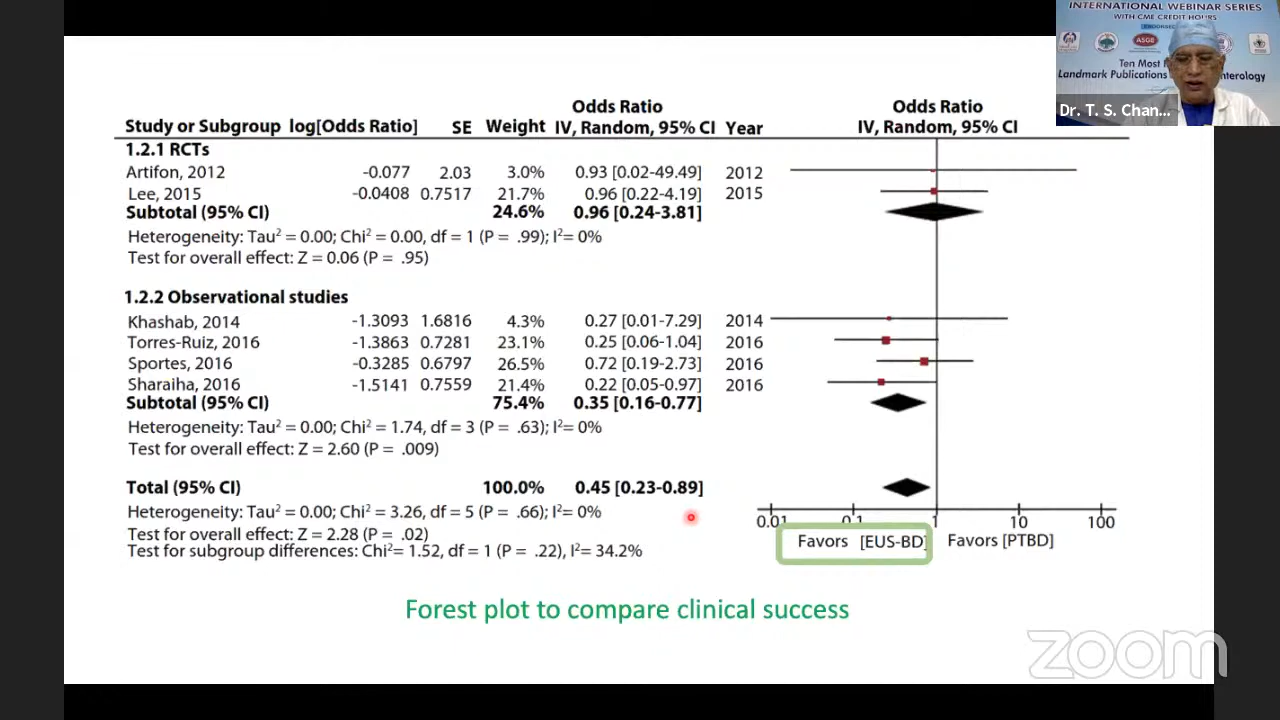 INTERNATIONAL WEBINAR SERIES
WITH CME CREDIT HOURS
ASGE
Ten Most
Landmark Publications
Dr. T. S. Chan...
Odds Ratio
Odds Ratio
Study or Subgroup log[Odds Ratio] SE Weight IV, Random, 95% CI Year IV, Random, 95% CI
1.2.1 RCTs
Artifon, 2012 -0.077 2.03 3.0% 0.93 [0.02-49.49] 2012
Lee, 2015 -0.0408 0.7517 21.7% 0.96 [0.22-4.19] 2015
Subtotal (95% CI) 24.6% 0.96 [0.24-3.81]
Heterogeneity: Tau² = 0.00; Chi² = 0.00, df = 1 (P = .99); I²= 0%
Test for overall effect: Z = 0.06 (P = .95)
1.2.2 Observational studies
Khashab, 2014 -1.3093 1.6816 4.3% 0.27 [0.01-7.29] 2014
Torres-Ruiz, 2016 -1.3863 0.7281 23.1% 0.25 [0.06-1.04] 2016
Sportes, 2016 -0.3285 0.6797 26.5% 0.72 [0.19-2.73] 2016
Sharaiha, 2016 -1.5141 0.7559 21.4% 0.22 [0.05-0.97] 2016
Subtotal (95% CI) 75.4% 0.35 [0.16-0.77]
Heterogeneity: Tau² = 0.00; Chi² = 1.74, df = 3 (P = .63); I²= 0%
Test for overall effect: Z = 2.60 (P = .009)
Total (95% CI) 100.0% 0.45 [0.23-0.89]
Heterogeneity: Tau² = 0.00; Chi² = 3.26, df = 5 (P = .66); I²= 0%
Test for overall effect: Z = 2.28 (P = .02)
Test for subgroup differences: Chi²= 1.52, df = 1 (P = .22), I²= 34.2%
0.01 0.1 1 10 100
Favors [EUS-BD] Favors [PTBD]
Forest plot to compare clinical success
zoom